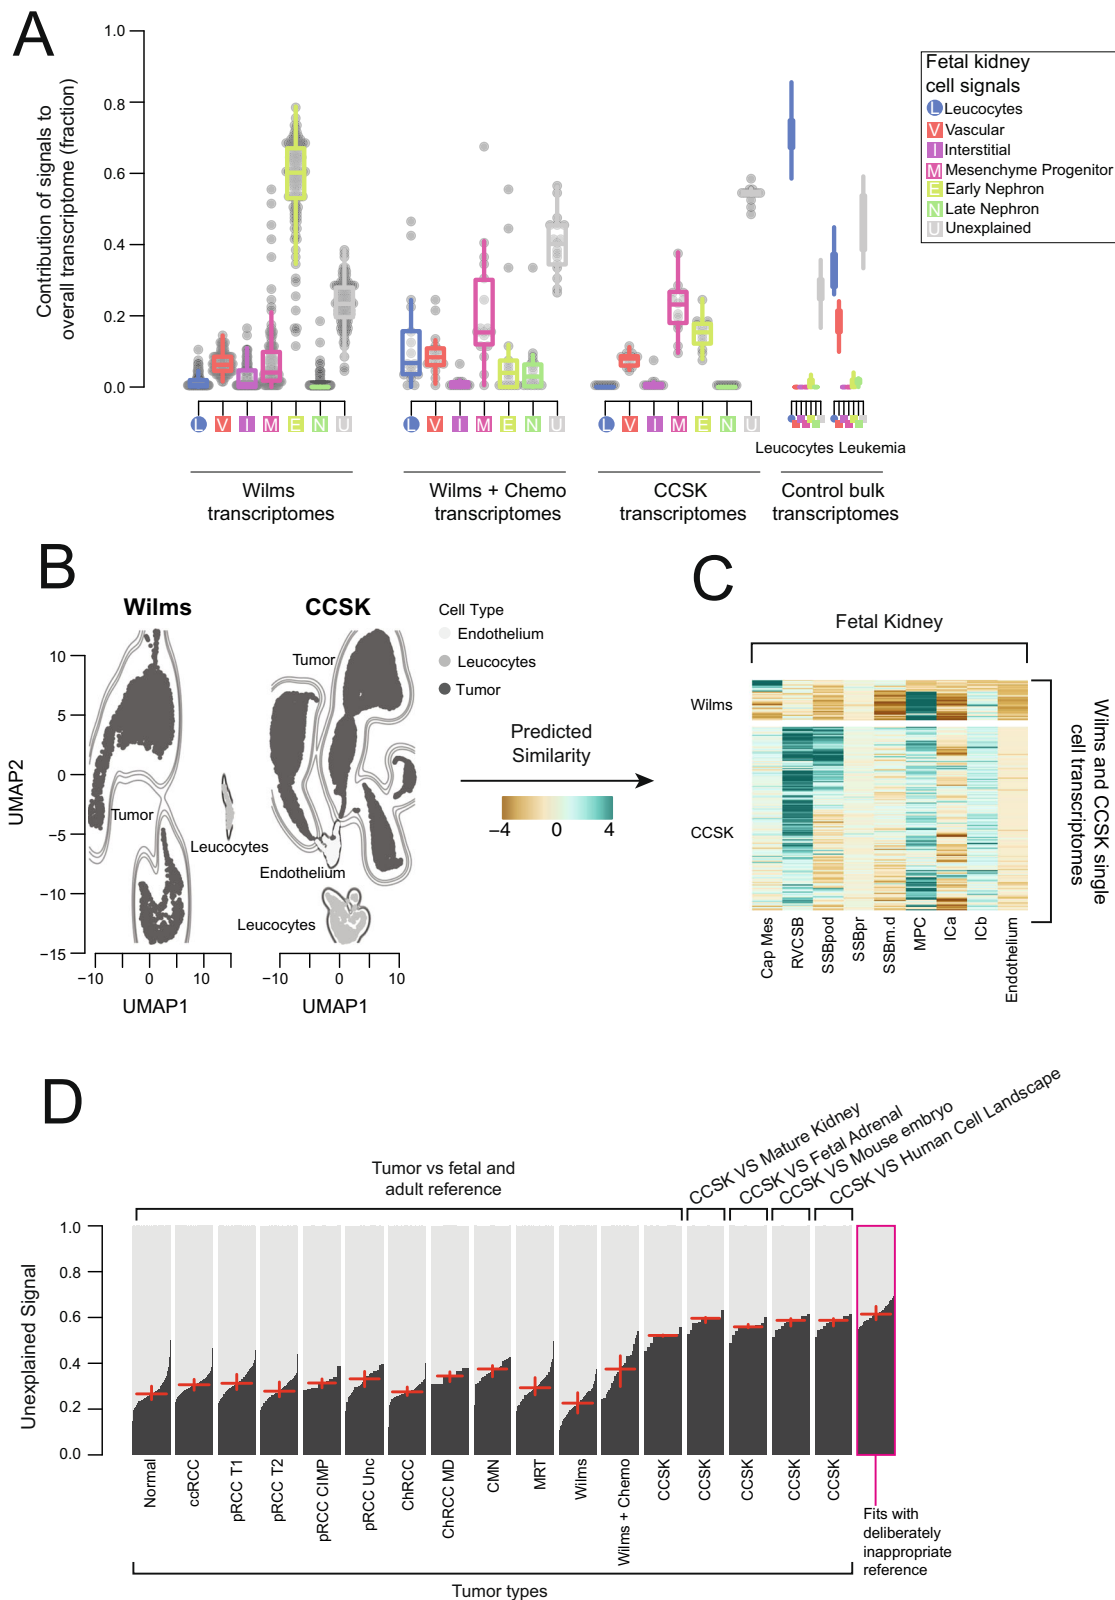 A
1.0
0.8
0.6
0.4
0.2
0.0
Contribution of signals to
overall transcriptome (fraction)
L V I M E N U
L V I M E N U
L V I M E N U
Leucocytes Leukemia
Wilms
transcriptomes
Wilms + Chemo
transcriptomes
CCSK
transcriptomes
Control bulk
transcriptomes
Fetal kidney
cell signals
L Leucocytes
V Vascular
I Interstitial
M Mesenchyme Progenitor
E Early Nephron
N Late Nephron
U Unexplained
B
Wilms
CCSK
Cell Type
Endothelium
Leucocytes
Tumor
10
5
0
−5
−10
−15
UMAP2
Tumor
Leucocytes
Tumor
Endothelium
Leucocytes
−10 0 10
−10 0 10
UMAP1
UMAP1
Predicted
Similarity
−4 0 4
C
Fetal Kidney
Wilms
CCSK
Wilms and CCSK single
cell transcriptomes
Cap Mes
RVCSB
SSBpod
SSBpr
SSBm.d
MPC
ICa
ICb
Endothelium
D
Tumor vs fetal and
adult reference
CCSK VS Mature Kidney
CCSK VS Fetal Adrenal
CCSK VS Mouse embryo
CCSK VS Human Cell Landscape
1.0
0.8
0.6
0.4
0.2
0.0
Unexplained Signal
Normal
ccRCC
pRCC T1
pRCC T2
pRCC CIMP
pRCC Unc
ChRCC
ChRCC MD
CMN
MRT
Wilms
Wilms + Chemo
CCSK
CCSK
CCSK
CCSK
CCSK
Fits with
deliberately
inappropriate
reference
Tumor types